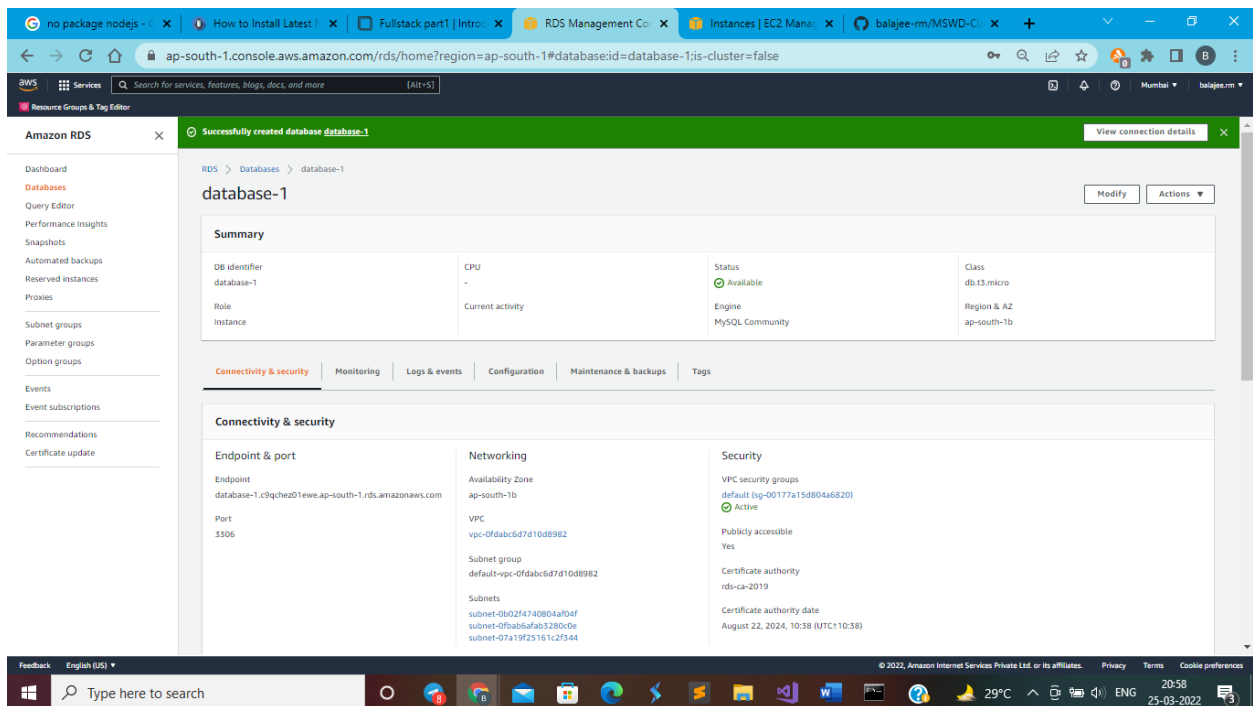 no package nodejs - G
How to Install Latest N
Fullstack part1 | Introd
RDS Management Con
Instances | EC2 Manag
balajee-rm/MSWD-Cl
ap-south-1.console.aws.amazon.com/rds/home?region=ap-south-1#database:id=database-1;is-cluster=false
B
aws
Services
Search for services, features, blogs, docs, and more
[Alt+S]
Mumbai
balajee.rm
Resource Groups & Tag Editor
Amazon RDS
Dashboard
Databases
Query Editor
Performance Insights
Snapshots
Automated backups
Reserved instances
Proxies
Subnet groups
Parameter groups
Option groups
Events
Event subscriptions
Recommendations
Certificate update
Successfully created database database-1
View connection details
RDS > Databases > database-1
database-1
Modify
Actions
Summary
DB identifier
database-1
CPU
-
Status
Available
Class
db.t3.micro
Role
Instance
Current activity
Engine
MySQL Community
Region & AZ
ap-south-1b
Connectivity & security
Monitoring
Logs & events
Configuration
Maintenance & backups
Tags
Connectivity & security
Endpoint & port
Endpoint
database-1.c9qchez01ewe.ap-south-1.rds.amazonaws.com
Port
3306
Networking
Availability Zone
ap-south-1b
VPC
vpc-0fdabc6d7d10d8982
Subnet group
default-vpc-0fdabc6d7d10d8982
Subnets
subnet-0b02f4740804af04f
subnet-0fbab6afab3280c0e
subnet-07a19f25161c2f344
Security
VPC security groups
default (sg-00177a15d804a6820)
Active
Publicly accessible
Yes
Certificate authority
rds-ca-2019
Certificate authority date
August 22, 2024, 10:38 (UTC+10:38)
Feedback
English (US)
© 2022, Amazon Internet Services Private Ltd. or its affiliates.
Privacy
Terms
Cookie preferences
Type here to search
29°C
ENG
20:58
25-03-2022
3